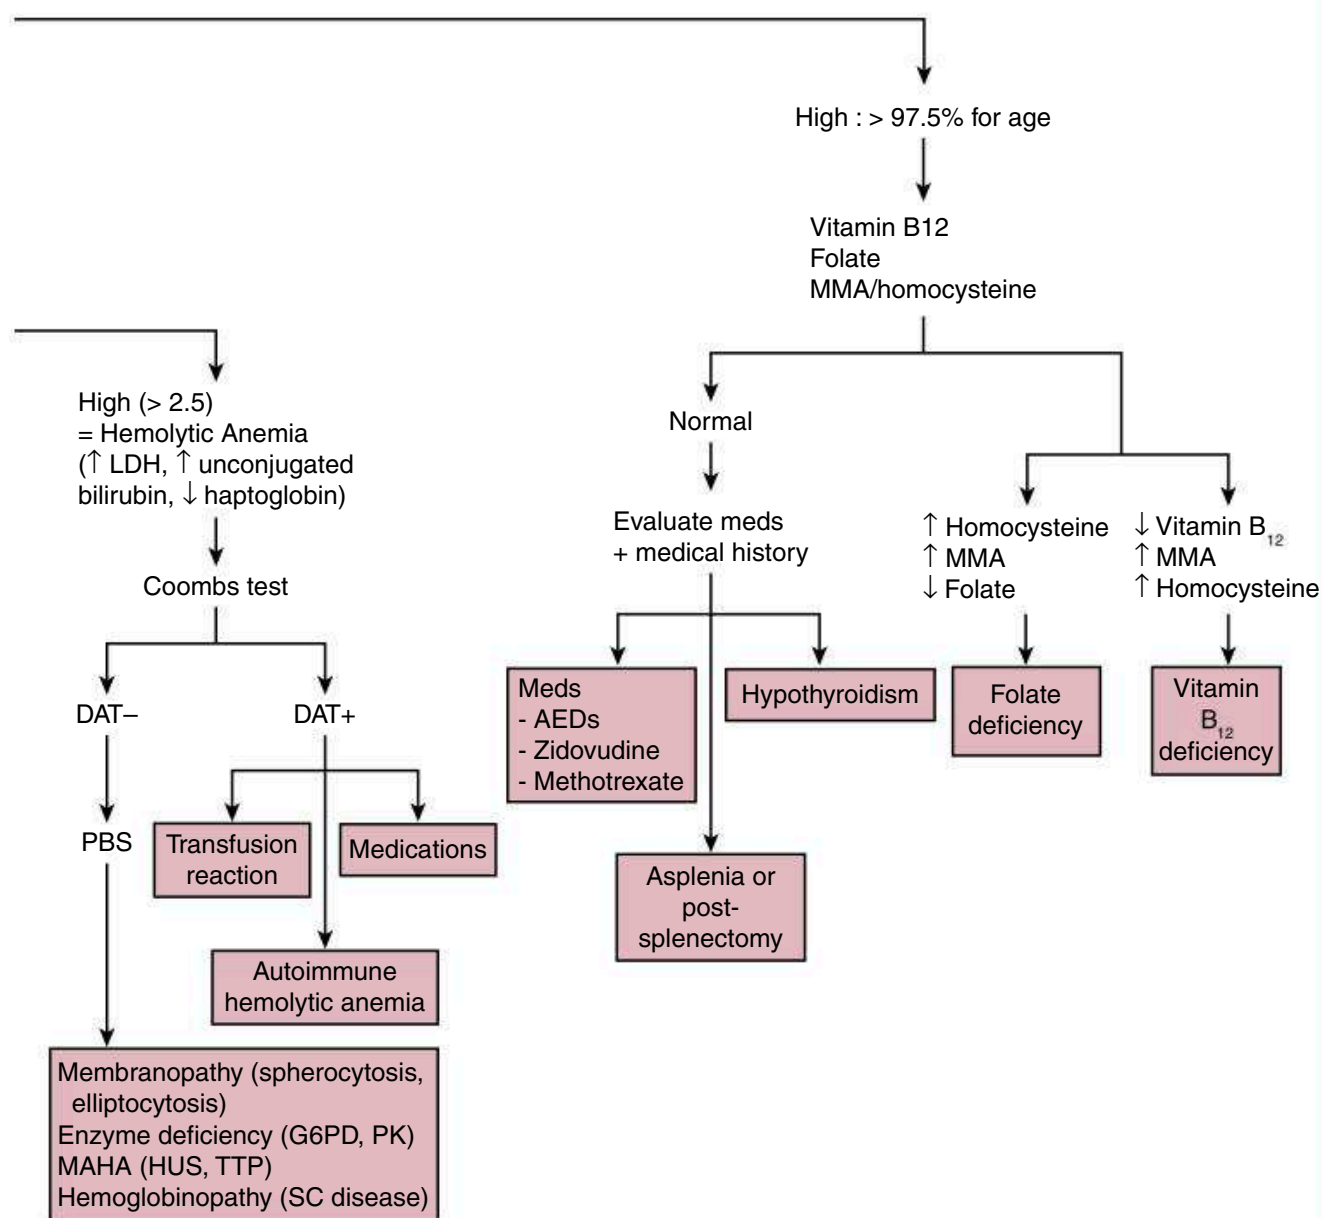 High : > 97.5% for age
Vitamin B12
Folate
MMA/homocysteine
High (> 2.5)
= Hemolytic Anemia
(↑ LDH, ↑ unconjugated
bilirubin, ↓ haptoglobin)
Coombs test
DAT–
DAT+
PBS
Transfusion
reaction
Medications
Autoimmune
hemolytic anemia
Membranopathy (spherocytosis,
elliptocytosis)
Enzyme deficiency (G6PD, PK)
MAHA (HUS, TTP)
Hemoglobinopathy (SC disease)
Normal
Evaluate meds
+ medical history
Meds
- AEDs
- Zidovudine
- Methotrexate
Hypothyroidism
Asplenia or
post-
splenectomy
↑ Homocysteine
↑ MMA
↓ Folate
Folate
deficiency
↓ Vitamin B₁₂
↑ MMA
↑ Homocysteine
Vitamin
B₁₂
deficiency